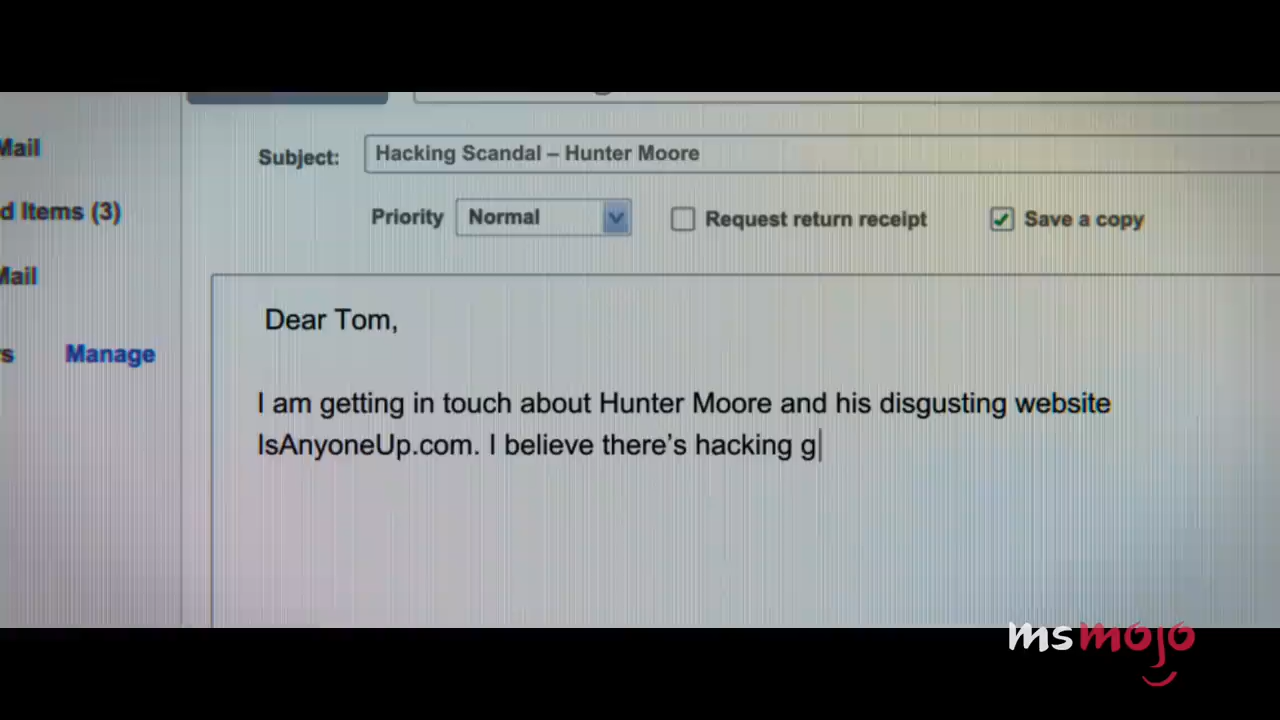 Mail
Subject:
Hacking Scandal – Hunter Moore
d Items (3)
Priority
Normal
Request return receipt
Save a copy
Mail
Dear Tom,
s
Manage
I am getting in touch about Hunter Moore and his disgusting website
IsAnyoneUp.com. I believe there's hacking g
msmojo